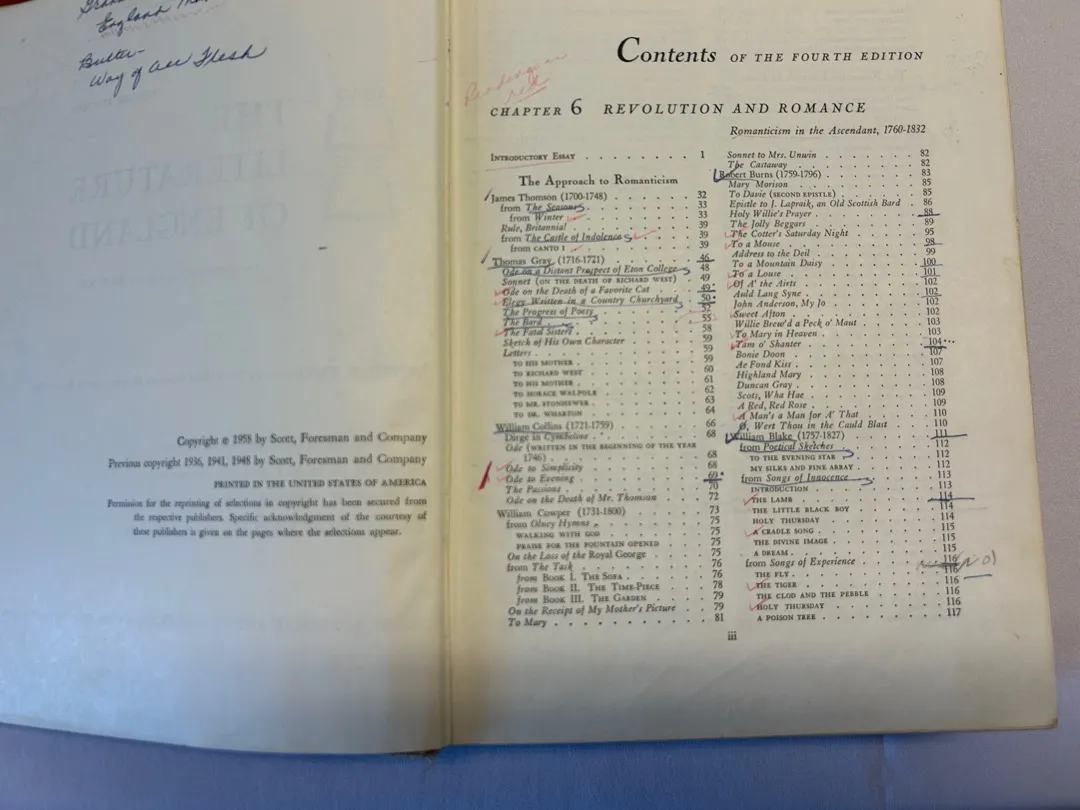 England
Butler-
Way of all Flesh
Copyright © 1958 by Scott, Foresman and Company
Previous copyright 1936, 1941, 1948 by Scott, Foresman and Company
PRINTED IN THE UNITED STATES OF AMERICA
Permission for the reprinting of selections in copyright has been secured from
the respective publishers. Specific acknowledgment of the courtesy of
these publishers is given on the pages where the selections appear.
Contents OF THE FOURTH EDITION
Reading in
red
CHAPTER 6 REVOLUTION AND ROMANCE
Romanticism in the Ascendant, 1760-1832
INTRODUCTORY ESSAY . . . . . . . . 1
The Approach to Romanticism
James Thomson (1700-1748) . . . . . 32
from The Seasons . . . . . 33
from Winter . . . . . 33
Rule, Britannia! . . . . . 39
from The Castle of Indolence . . . . . 39
from CANTO I . . . . . 39
Thomas Gray (1716-1721) . . . . . 46
Ode on a Distant Prospect of Eton College . . 48
Sonnet (ON THE DEATH OF RICHARD WEST) . . 49
Ode on the Death of a Favorite Cat . . . 49
Elegy Written in a Country Churchyard . . . 50
The Progress of Poesy . . . . . 52
The Bard . . . . . 55
The Fatal Sisters . . . . . 58
Sketch of His Own Character . . . . . 59
Letters . . . . . 59
TO HIS MOTHER . . . . . 59
TO RICHARD WEST . . . . . 60
TO HIS MOTHER . . . . . 61
TO HORACE WALPOLE . . . . . 62
TO MR. STONHEWER . . . . . 63
TO DR. WHARTON . . . . . 64
William Collins (1721-1759) . . . . . 66
Dirge in Cymbeline . . . . . 68
Ode (WRITTEN IN THE BEGINNING OF THE YEAR
1746) . . . . . 68
Ode to Simplicity . . . . . 68
Ode to Evening . . . . . 69
The Passions . . . . . 70
Ode on the Death of Mr. Thomson . . . . 72
William Cowper (1731-1800) . . . . . 73
from Olney Hymns . . . . . 75
WALKING WITH GOD . . . . . 75
PRAISE FOR THE FOUNTAIN OPENED . . . . 75
On the Loss of the Royal George . . . . 75
from The Task . . . . . 76
from BOOK I. THE SOFA . . . . . 76
from BOOK II. THE TIME-PIECE . . . . 78
from BOOK III. THE GARDEN . . . . 79
On the Receipt of My Mother's Picture . . . 79
To Mary . . . . . 81
Sonnet to Mrs. Unwin . . . . . 82
The Castaway . . . . . 82
Robert Burns (1759-1796) . . . . . 83
Mary Morison . . . . . 85
To Davie (SECOND EPISTLE) . . . . . 85
Epistle to J. Lapraik, an Old Scottish Bard . 86
Holy Willie's Prayer . . . . . 88
The Jolly Beggars . . . . . 89
The Cotter's Saturday Night . . . . . 95
To a Mouse . . . . . 98
Address to the Deil . . . . . 99
To a Mountain Daisy . . . . . 100
To a Louse . . . . . 101
Of A' the Airts . . . . . 102
Auld Lang Syne . . . . . 102
John Anderson, My Jo . . . . . 102
Sweet Afton . . . . . 102
Willie Brew'd a Peck o' Maut . . . . . 103
To Mary in Heaven . . . . . 103
Tam o' Shanter . . . . . 104
Bonie Doon . . . . . 107
Ae Fond Kiss . . . . . 107
Highland Mary . . . . . 108
Duncan Gray . . . . . 108
Scots, Wha Hae . . . . . 109
A Red, Red Rose . . . . . 109
A Man's a Man for A' That . . . . . 110
O, Wert Thou in the Cauld Blast . . . . 110
William Blake (1757-1827) . . . . . 111
from Poetical Sketches . . . . . 112
TO THE EVENING STAR . . . . . 112
MY SILKS AND FINE ARRAY . . . . . 112
from Songs of Innocence . . . . . 113
INTRODUCTION . . . . . 113
THE LAMB . . . . . 114
THE LITTLE BLACK BOY . . . . . 114
HOLY THURSDAY . . . . . 114
A CRADLE SONG . . . . . 115
THE DIVINE IMAGE . . . . . 115
A DREAM . . . . . 115
from Songs of Experience . . . . . 116
THE FLY . . . . . 116
THE TIGER . . . . . 116
THE CLOD AND THE PEBBLE . . . . . 116
HOLY THURSDAY . . . . . 116
A POISON TREE . . . . . 117
iii